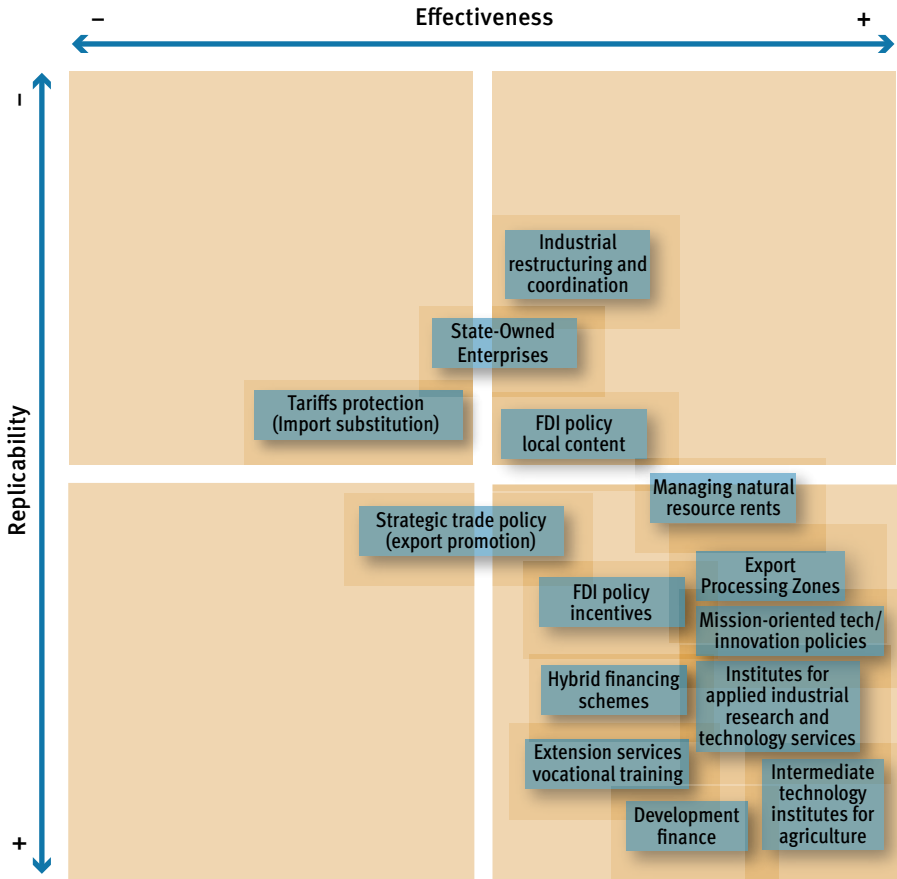 Effectiveness
–
+
–
Replicability
+
Industrial
restructuring and
coordination
State-Owned
Enterprises
Tariffs protection
(Import substitution)
FDI policy
local content
Managing natural
resource rents
Strategic trade policy
(export promotion)
Export
Processing Zones
FDI policy
incentives
Mission-oriented tech/
innovation policies
Hybrid financing
schemes
Institutes for
applied industrial
research and
technology services
Extension services
vocational training
Intermediate
technology
institutes for
agriculture
Development
finance